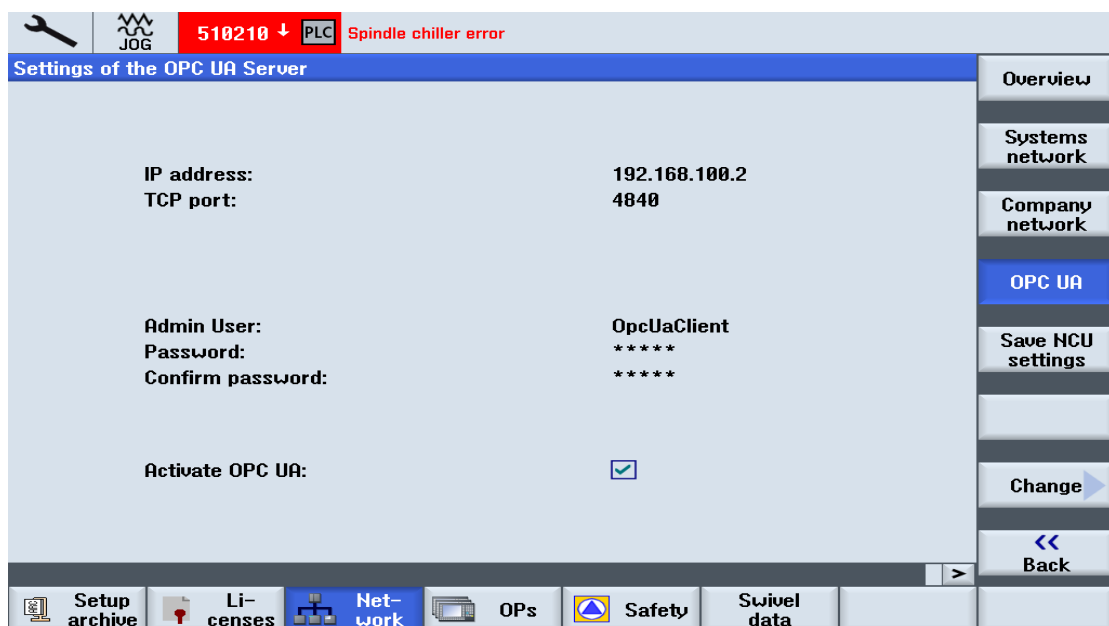 JOG
510210 ↓ PLC Spindle chiller error
Settings of the OPC UA Server
IP address: 192.168.100.2
TCP port: 4840
Admin User: OpcUaClient
Password: *****
Confirm password: *****
Activate OPC UA:
Overview
Systems
network
Company
network
OPC UA
Save NCU
settings
Change
<<
Back
>
Setup
archive
Li-
censes
Net-
work
OPs
Safety
Swivel
data